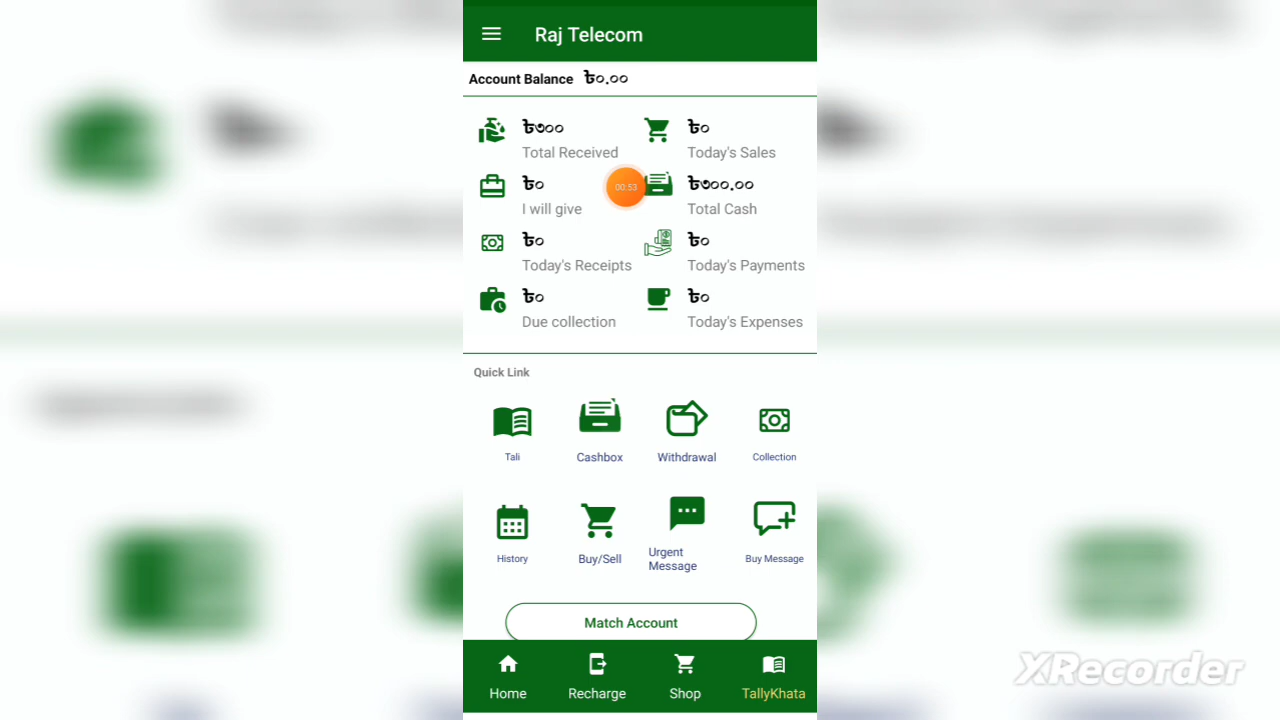 Raj Telecom
Account Balance ৳০.০০
৳৩০০
Total Received
৳০
Today's Sales
৳০
I will give
00:53
৳৩০০.০০
Total Cash
৳০
Today's Receipts
৳০
Today's Payments
৳০
Due collection
৳০
Today's Expenses
Quick Link
Tali
Cashbox
Withdrawal
Collection
History
Buy/Sell
Urgent
Message
Buy Message
Match Account
Home
Recharge
Shop
TallyKhata
XRecorder